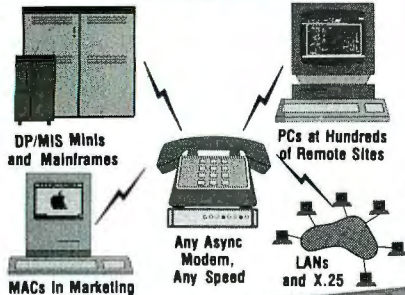 DP/MIS Minis
and Mainframes
PCs at Hundreds
of Remote Sites
Any Async
Modem,
Any Speed
MACs in Marketing
LANs
and X.25